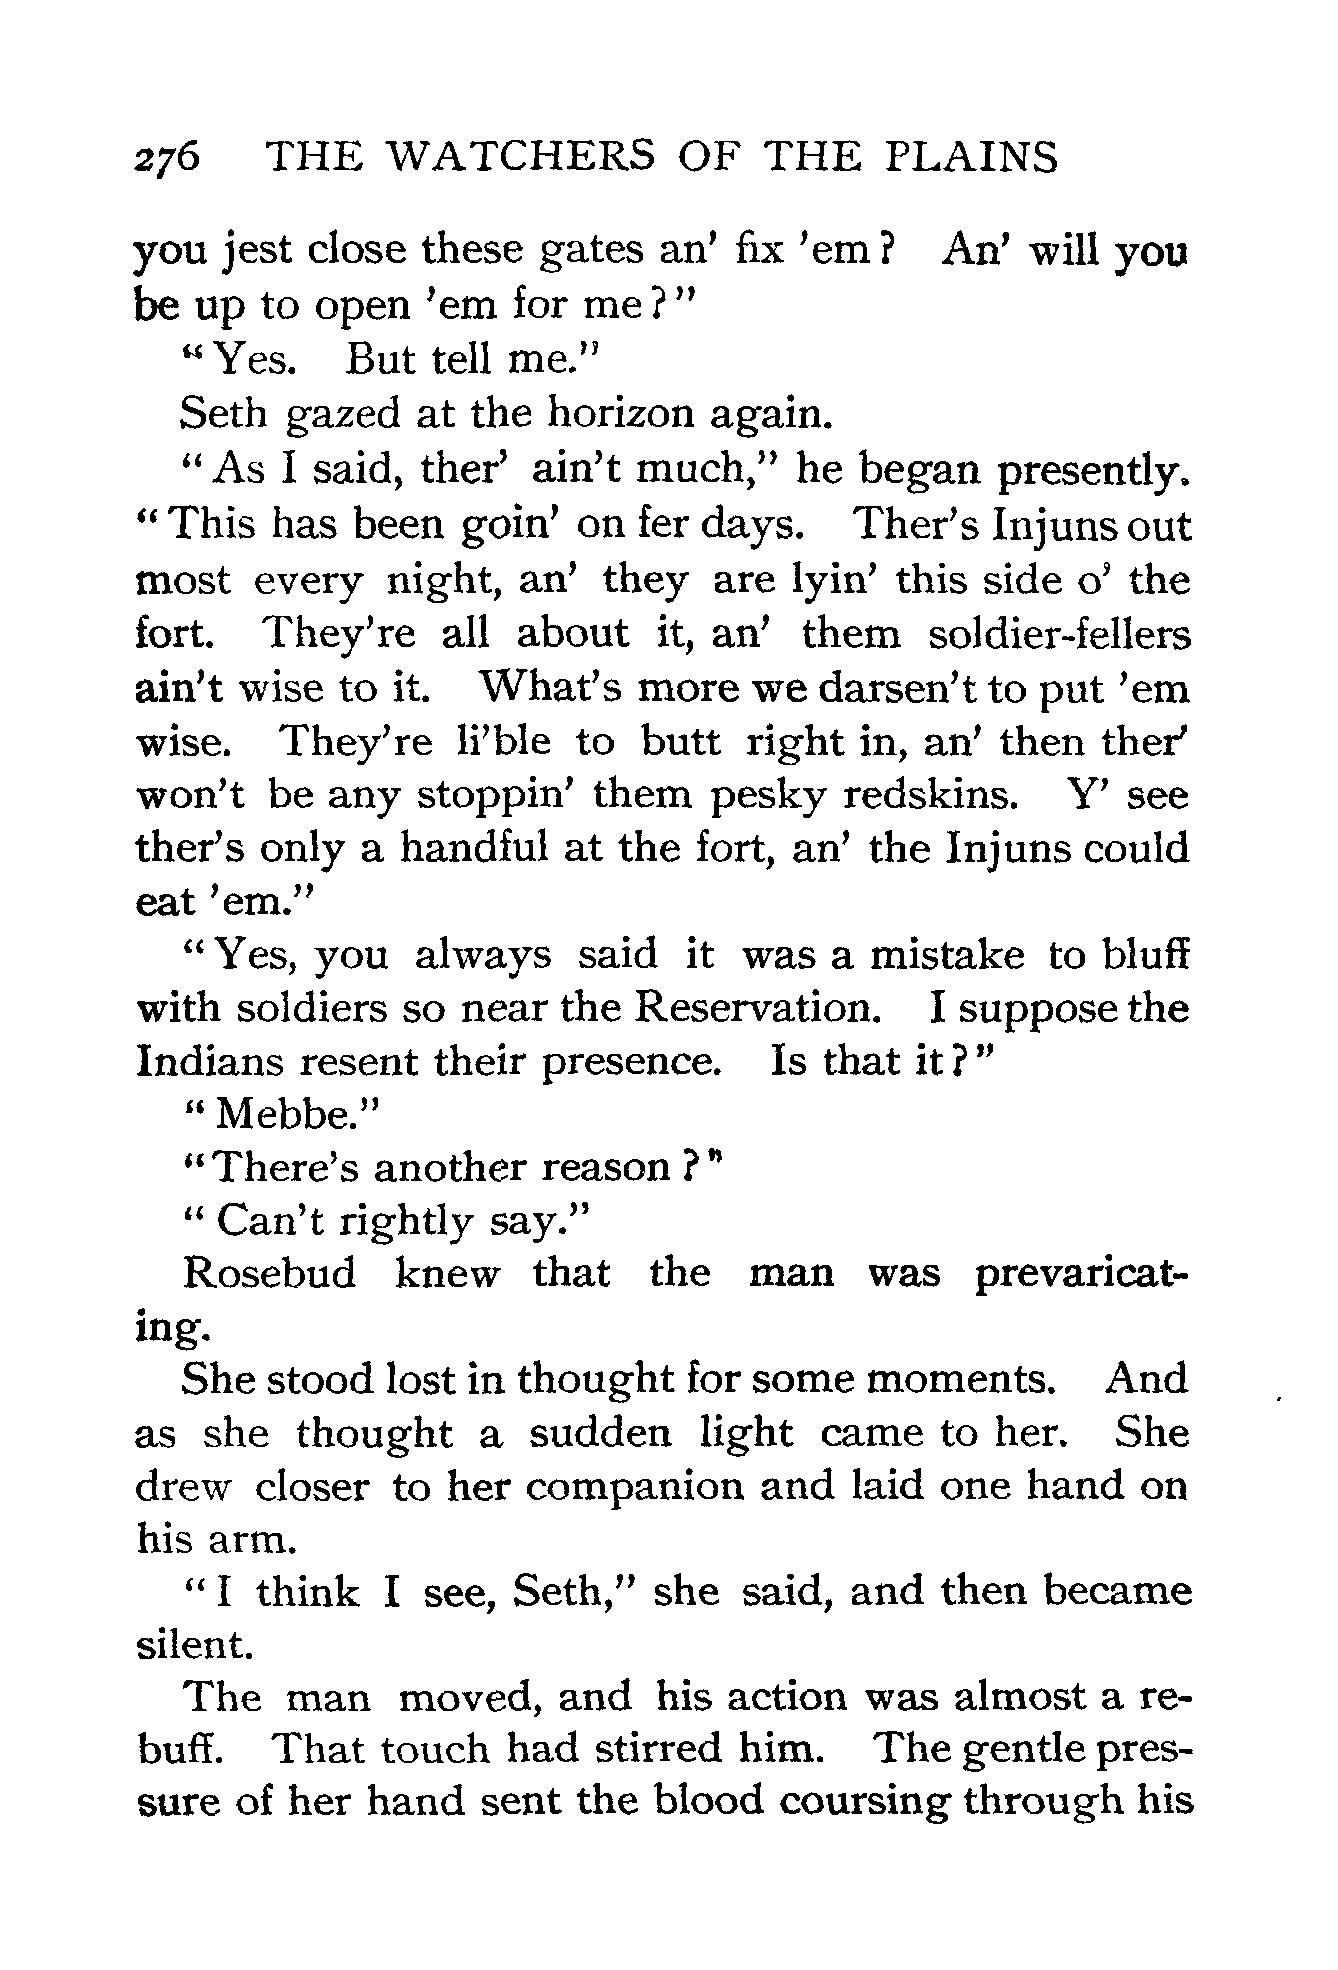 276 THE WATCHERS OF THE PLAINS
you jest close these gates an' fix 'em? An' will you
be up to open 'em for me?"
"Yes. But tell me."
Seth gazed at the horizon again.
"As I said, ther' ain't much," he began presently.
"This has been goin' on fer days. Ther's Injuns out
most every night, an' they are lyin' this side o' the
fort. They're all about it, an' them soldier-fellers
ain't wise to it. What's more we darsen't to put 'em
wise. They're li'ble to butt right in, an' then ther'
won't be any stoppin' them pesky redskins. Y' see
ther's only a handful at the fort, an' the Injuns could
eat 'em."
"Yes, you always said it was a mistake to bluff
with soldiers so near the Reservation. I suppose the
Indians resent their presence. Is that it?"
"Mebbe."
"There's another reason?"
"Can't rightly say."
Rosebud knew that the man was prevaricat-
ing.
She stood lost in thought for some moments. And
as she thought a sudden light came to her. She
drew closer to her companion and laid one hand on
his arm.
"I think I see, Seth," she said, and then became
silent.
The man moved, and his action was almost a re-
buff. That touch had stirred him. The gentle pres-
sure of her hand sent the blood coursing through his